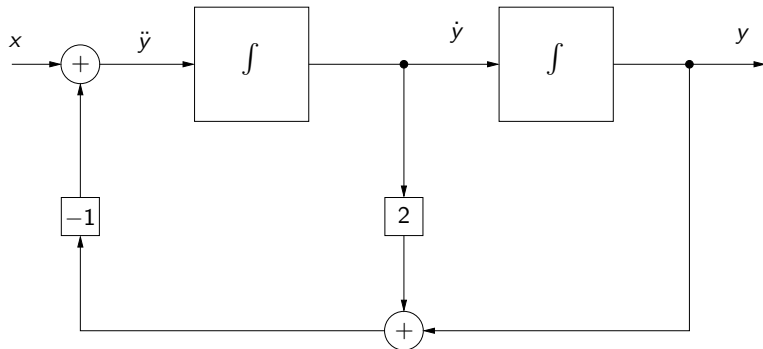 x
+
ÿ
∫
ẏ
∫
y
−1
2
+